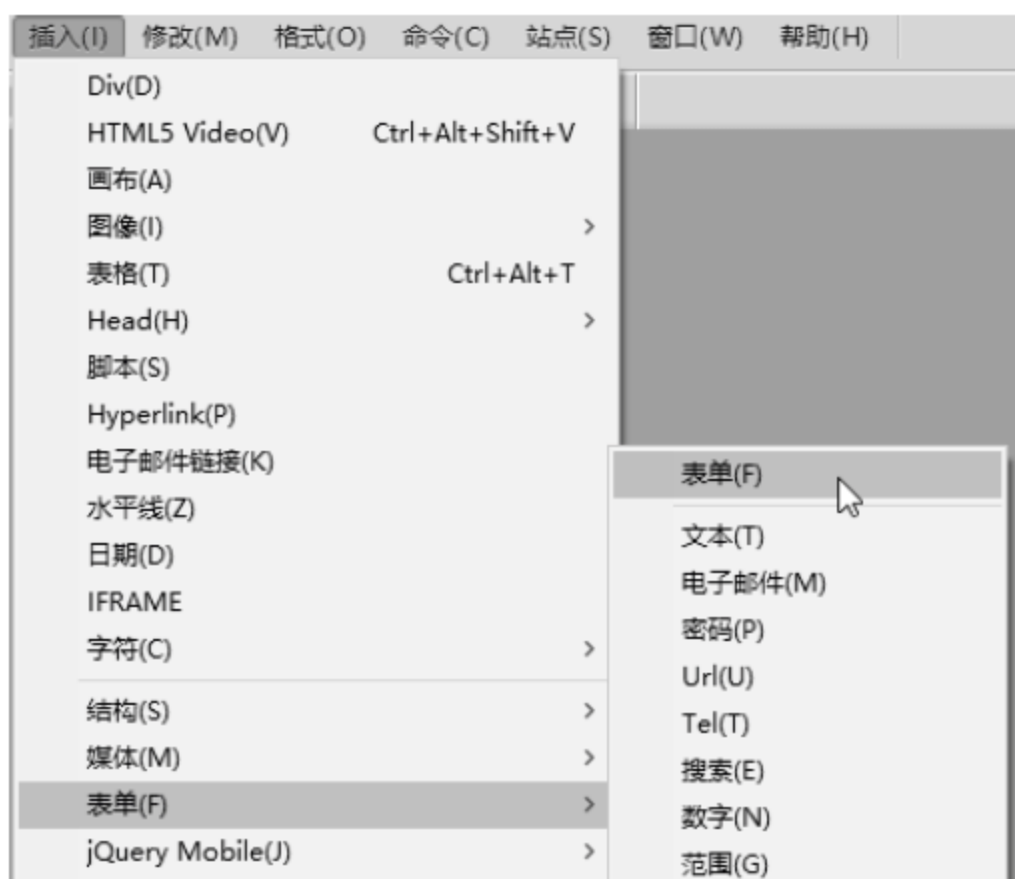 插入(I) 修改(M) 格式(O) 命令(C) 站点(S) 窗口(W) 帮助(H)
Div(D)
HTML5 Video(V) Ctrl+Alt+Shift+V
画布(A)
图像(I)
表格(T) Ctrl+Alt+T
Head(H)
脚本(S)
Hyperlink(P)
电子邮件链接(K)
水平线(Z)
日期(D)
IFRAME
字符(C)
结构(S)
媒体(M)
表单(F)
jQuery Mobile(J)
表单(F)
文本(T)
电子邮件(M)
密码(P)
Url(U)
Tel(T)
搜索(E)
数字(N)
范围(G)